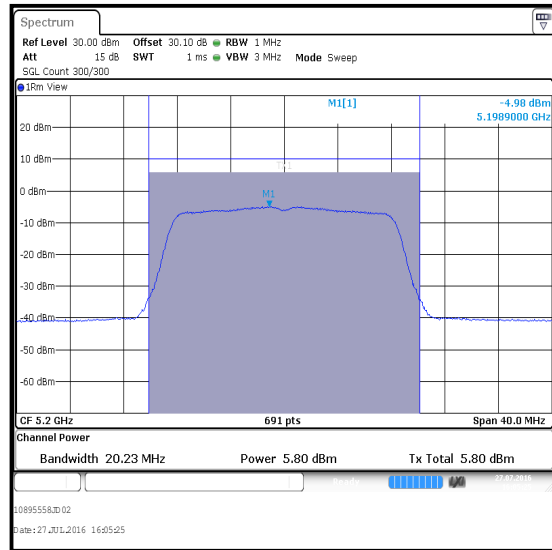 Spectrum
Ref Level 30.00 dBm Offset 30.10 dB RBW 1 MHz
Att 15 dB SWT 1 ms VBW 3 MHz Mode Sweep
SGL Count 300/300
1Rm View
M1[1] -4.98 dBm
5.1989000 GHz
20 dBm
10 dBm
0 dBm
M1
-10 dBm
-20 dBm
-30 dBm
-40 dBm
-50 dBm
-60 dBm
CF 5.2 GHz 691 pts Span 40.0 MHz
Channel Power
Bandwidth 20.23 MHz Power 5.80 dBm Tx Total 5.80 dBm
Ready 27.07.2016
10895558JD02
Date: 27.JUL.2016 16:05:25